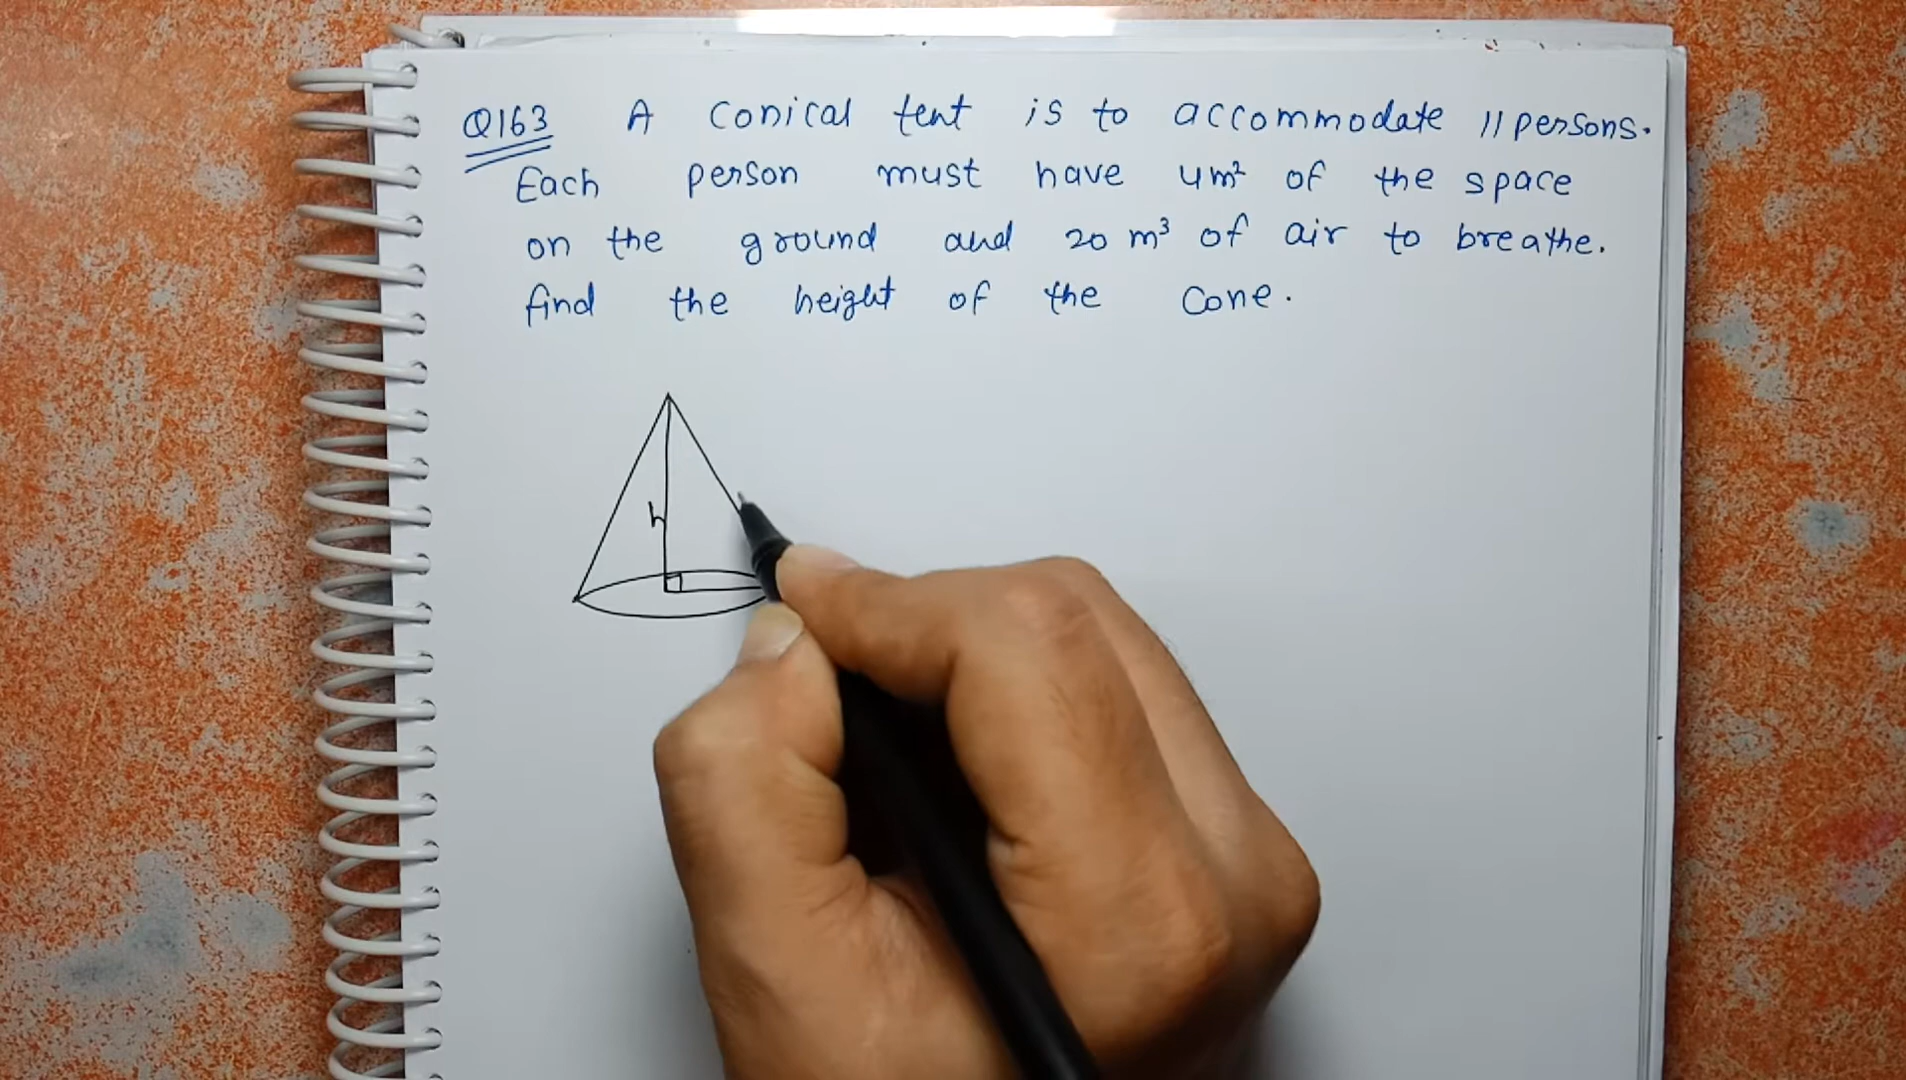 Q163 A conical tent is to accommodate 11 persons.
Each person must have 4m² of the space
on the ground and 20 m³ of air to breathe.
find the height of the Cone.
h